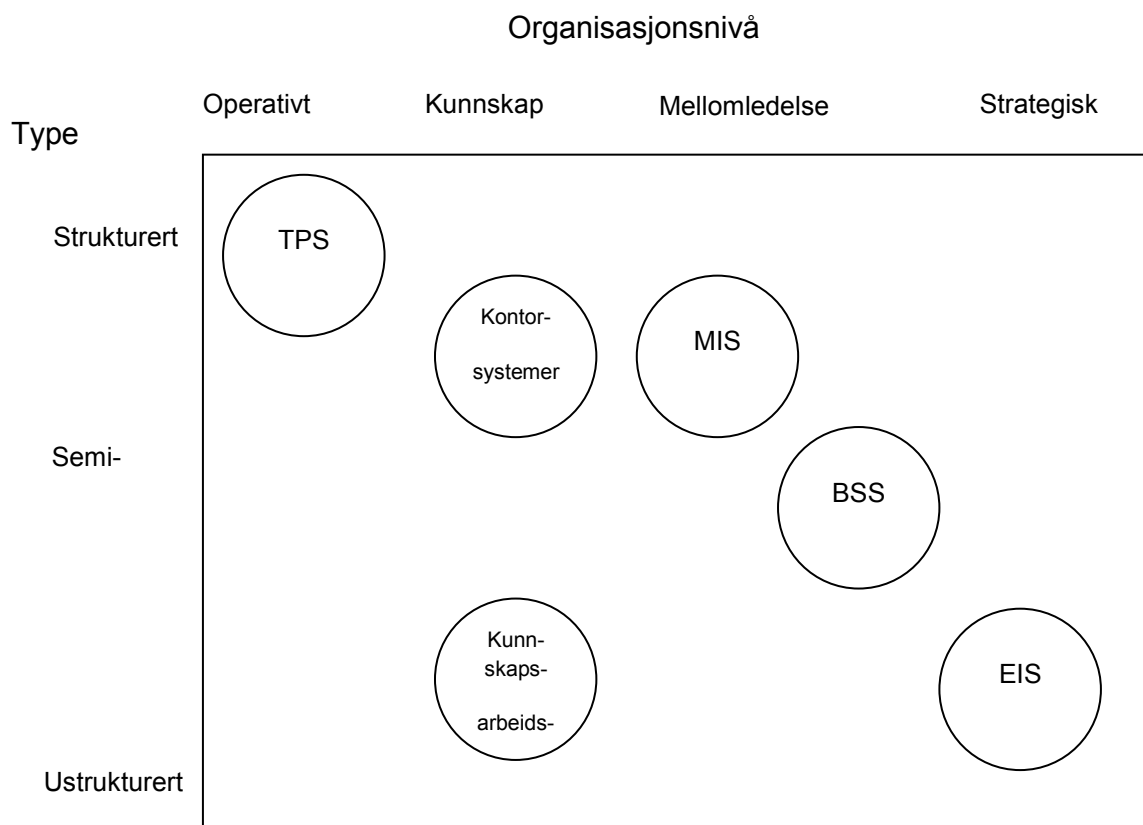 Organisasjonsnivå
Operativt Kunnskap Mellomledelse Strategisk
Type
Strukturert
TPS
Kontor-
systemer
MIS
Semi-
BSS
Kunn-
skaps-
arbeids-
EIS
Ustrukturert